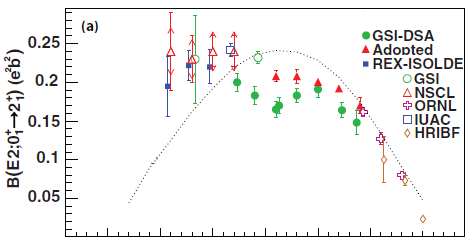 (a)
B(E2;0⁺₁→2⁺₁) (e²b²)
0.25
0.2
0.15
0.1
0.05
GSI-DSA
Adopted
REX-ISOLDE
GSI
NSCL
ORNL
IUAC
HRIBF